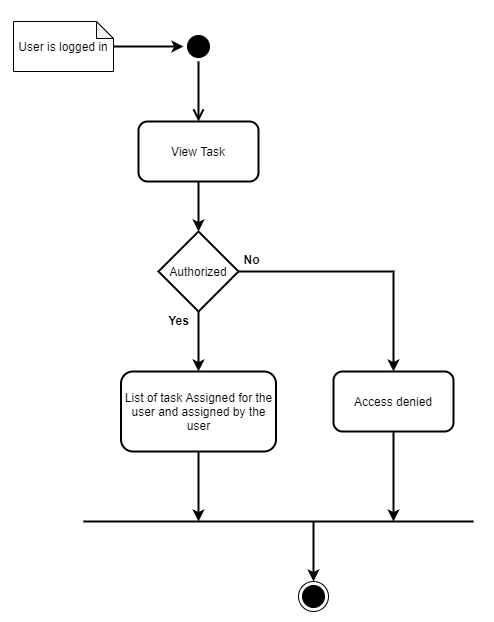 User is logged in
View Task
Authorized
No
Yes
List of task Assigned for the
user and assigned by the
user
Access denied